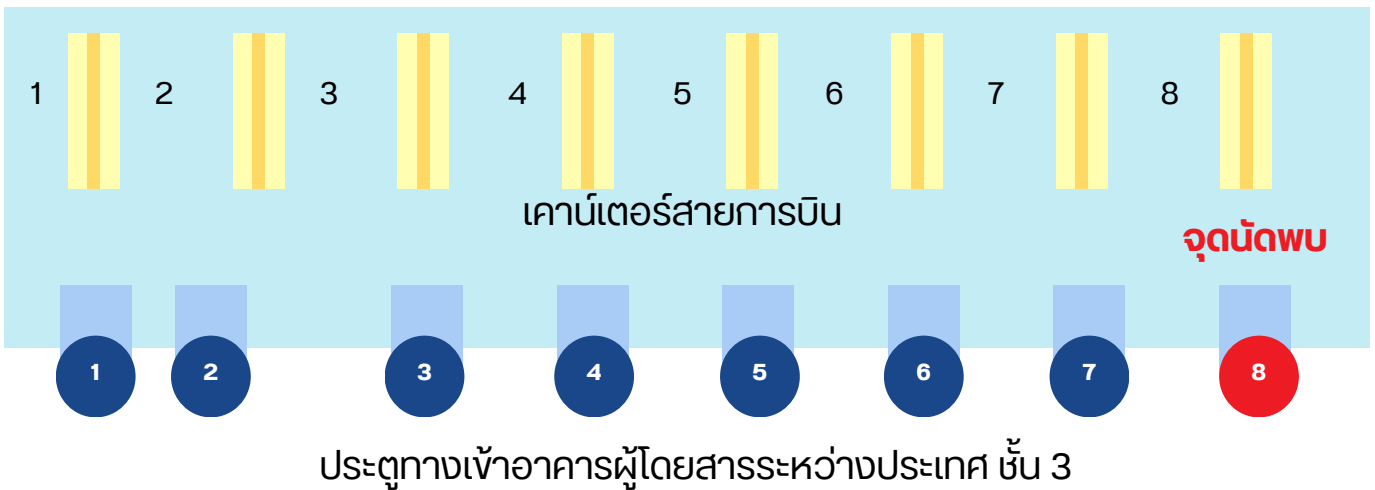 1 2 3 4 5 6 7 8
เคาน์เตอร์สายการบิน
จุดนัดพบ
1 2 3 4 5 6 7 8
ประตูทางเข้าอาคารผู้โดยสารระหว่างประเทศ ชั้น 3